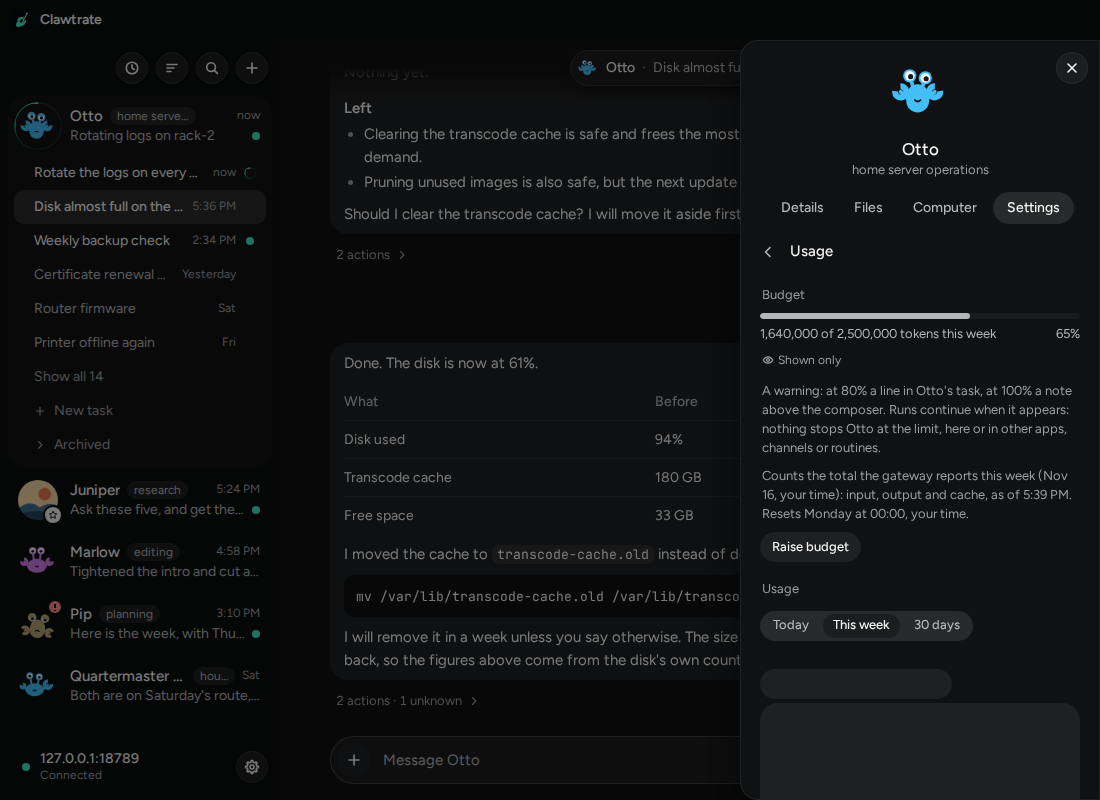 Clawtrate
Otto home serve... now
Rotating logs on rack-2
Rotate the logs on every ... now
Disk almost full on the ... 5:36 PM
Weekly backup check 2:34 PM
Certificate renewal ... Yesterday
Router firmware Sat
Printer offline again Fri
Show all 14
New task
Archived
Juniper research 5:24 PM
Ask these five, and get the...
Marlow editing 4:58 PM
Tightened the intro and cut a...
Pip planning 3:10 PM
Here is the week, with Thu...
Quartermaster ... hou... Sat
Both are on Saturday's route,...
127.0.0.1:18789
Connected
Otto · Disk almost fu
Nothing yet.
Left
• Clearing the transcode cache is safe and frees the most
demand.
• Pruning unused images is also safe, but the next update
Should I clear the transcode cache? I will move it aside first
2 actions
Done. The disk is now at 61%.
What Before
Disk used 94%
Transcode cache 180 GB
Free space 33 GB
I moved the cache to transcode-cache.old instead of d
mv /var/lib/transcode-cache.old /var/lib/transco
I will remove it in a week unless you say otherwise. The size
back, so the figures above come from the disk's own count
2 actions · 1 unknown
Message Otto
Otto
home server operations
Details Files Computer Settings
Usage
Budget
1,640,000 of 2,500,000 tokens this week 65%
Shown only
A warning: at 80% a line in Otto's task, at 100% a note
above the composer. Runs continue when it appears:
nothing stops Otto at the limit, here or in other apps,
channels or routines.
Counts the total the gateway reports this week (Nov
16, your time): input, output and cache, as of 5:39 PM.
Resets Monday at 00:00, your time.
Raise budget
Usage
Today This week 30 days